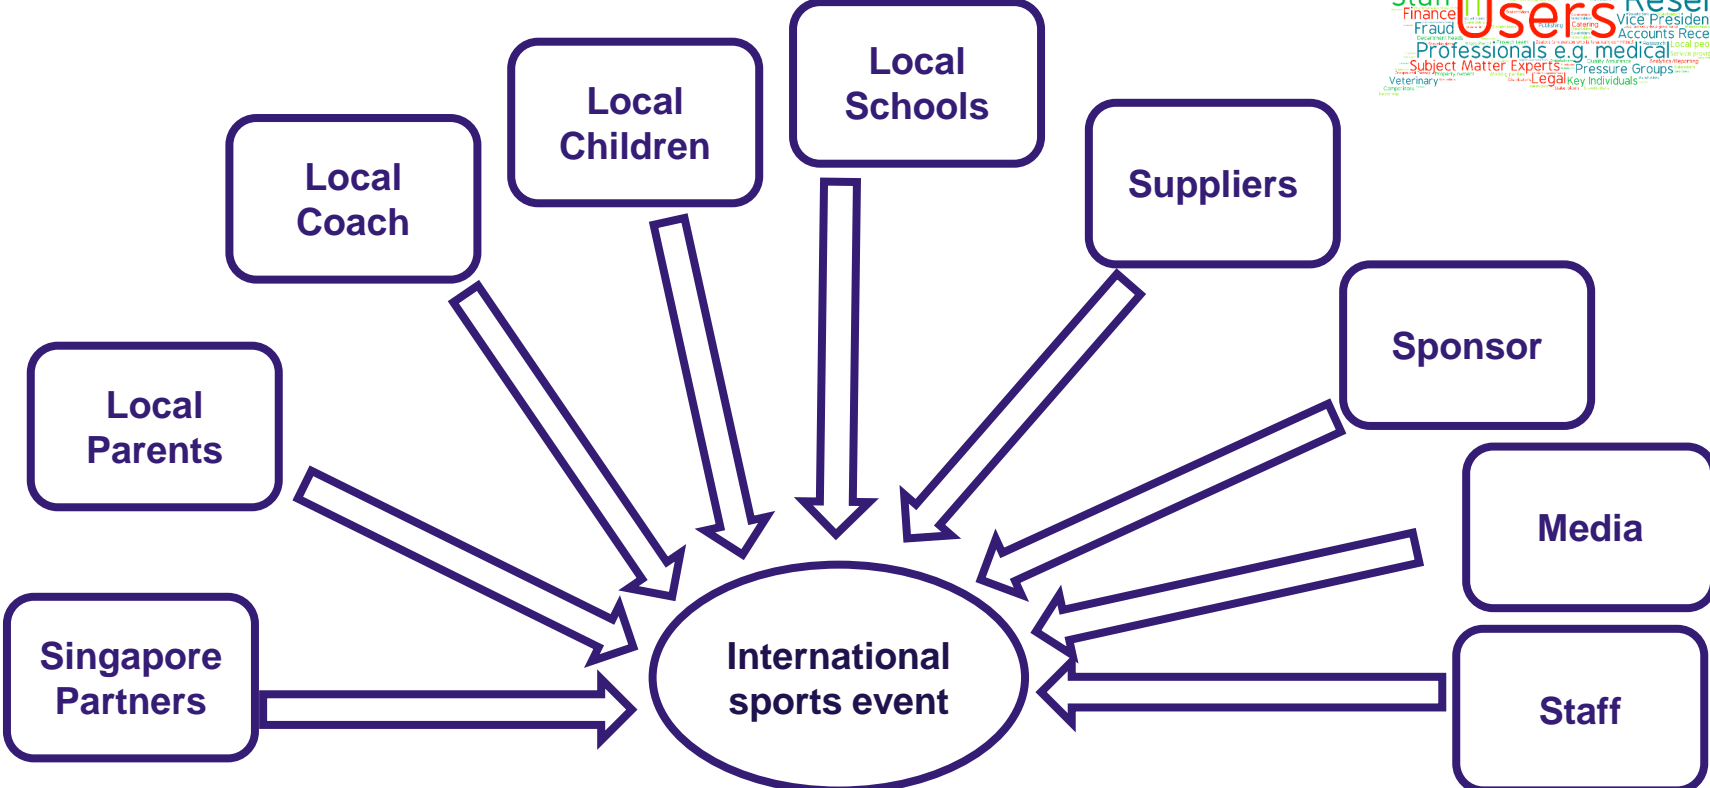 Local
Schools
Local
Children
Local
Coach
Suppliers
Sponsor
Local
Parents
Media
Singapore
Partners
International
sports event
Staff
Users
Finance
Fraud
Vice Presiden
Accounts Rece
Professionals e.g. medical
Subject Matter Experts
Pressure Groups
Veterinary
Legal
Key Individuals